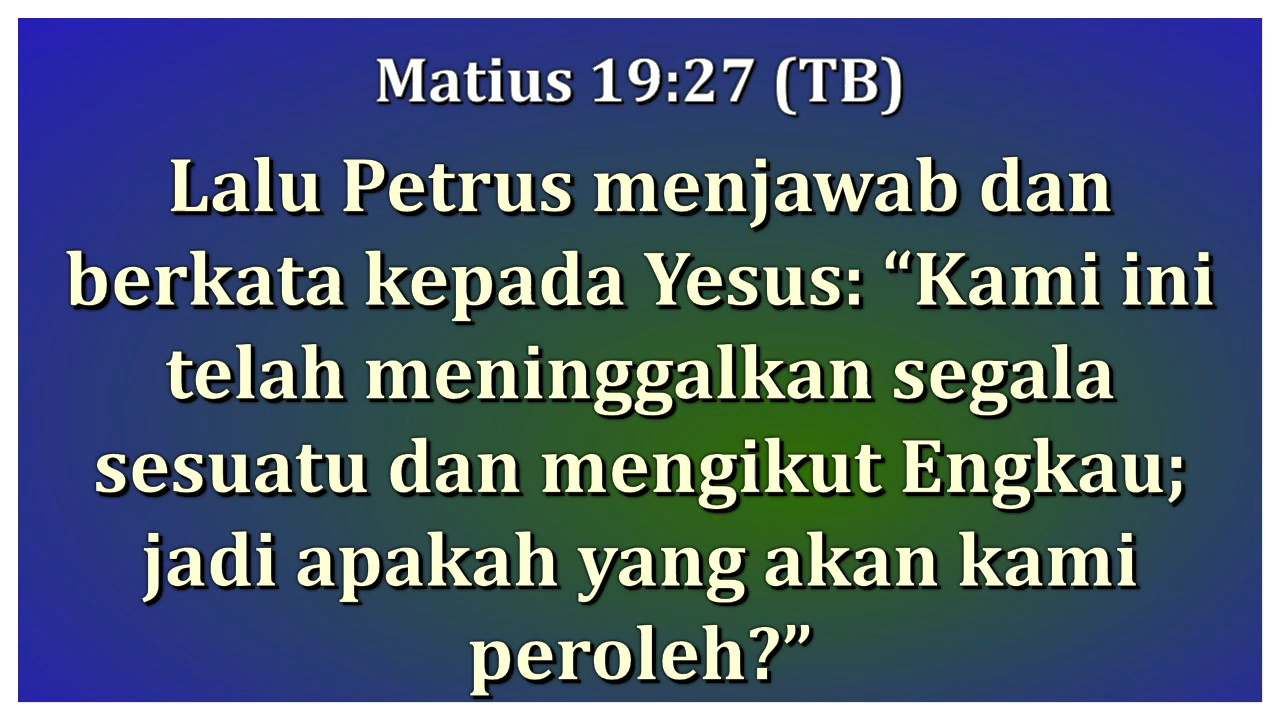 Matius 19:27 (TB)
Lalu Petrus menjawab dan
berkata kepada Yesus: “Kami ini
telah meninggalkan segala
sesuatu dan mengikut Engkau;
jadi apakah yang akan kami
peroleh?”